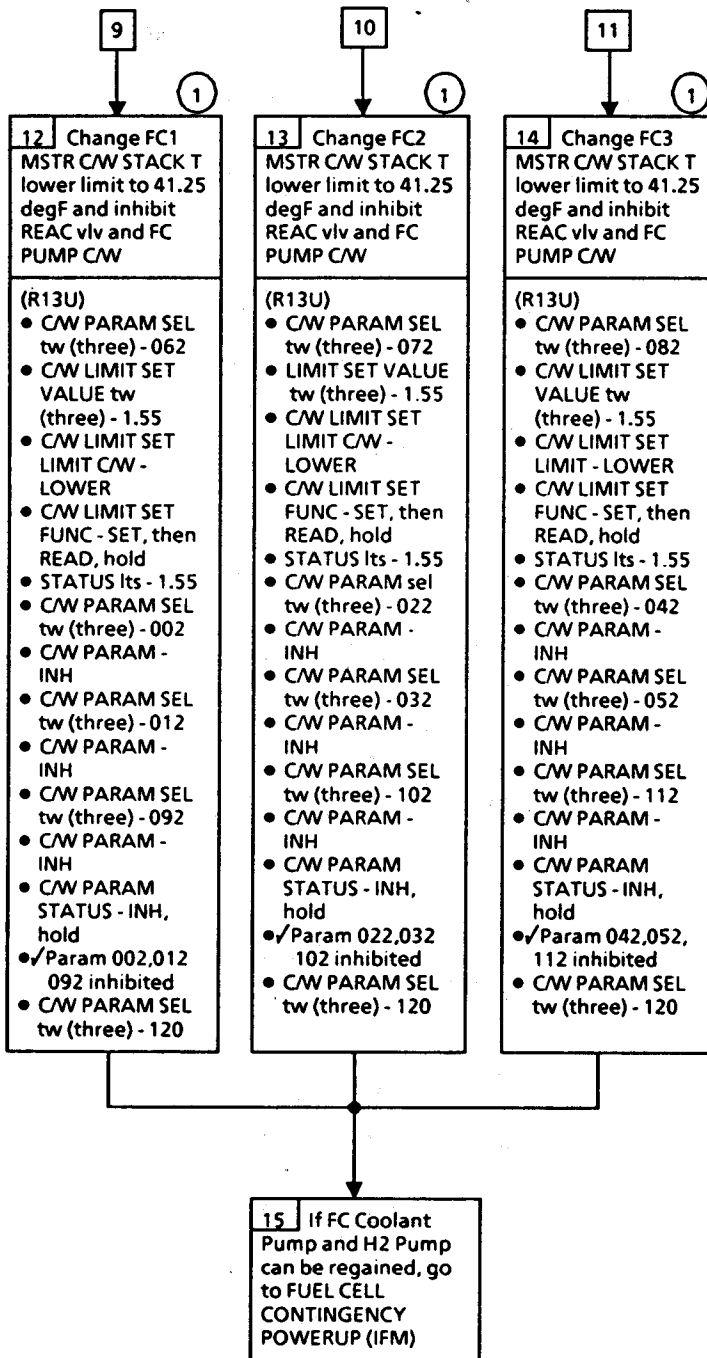 9
10
11
1
12 Change FC1
MSTR C/W STACK T
lower limit to 41.25
degF and inhibit
REAC vlv and FC
PUMP C/W
(R13U)
● C/W PARAM SEL
tw (three) - 062
● C/W LIMIT SET
VALUE tw
(three) - 1.55
● C/W LIMIT SET
LIMIT C/W -
LOWER
● C/W LIMIT SET
FUNC - SET, then
READ, hold
● STATUS lts - 1.55
● C/W PARAM SEL
tw (three) - 002
● C/W PARAM -
INH
● C/W PARAM SEL
tw (three) - 012
● C/W PARAM -
INH
● C/W PARAM SEL
tw (three) - 092
● C/W PARAM -
INH
● C/W PARAM
STATUS - INH,
hold
●✓Param 002,012
092 inhibited
● C/W PARAM SEL
tw (three) - 120
1
13 Change FC2
MSTR C/W STACK T
lower limit to 41.25
degF and inhibit
REAC vlv and FC
PUMP C/W
(R13U)
● C/W PARAM SEL
tw (three) - 072
● LIMIT SET VALUE
tw (three) - 1.55
● C/W LIMIT SET
LIMIT C/W -
LOWER
● C/W LIMIT SET
FUNC - SET, then
READ, hold
● STATUS lts - 1.55
● C/W PARAM sel
tw (three) - 022
● C/W PARAM -
INH
● C/W PARAM SEL
tw (three) - 032
● C/W PARAM -
INH
● C/W PARAM SEL
tw (three) - 102
● C/W PARAM -
INH
● C/W PARAM
STATUS - INH,
hold
●✓Param 022,032
102 inhibited
● C/W PARAM SEL
tw (three) - 120
1
14 Change FC3
MSTR C/W STACK T
lower limit to 41.25
degF and inhibit
REAC vlv and FC
PUMP C/W
(R13U)
● C/W PARAM SEL
tw (three) - 082
● C/W LIMIT SET
VALUE tw
(three) - 1.55
● C/W LIMIT SET
LIMIT - LOWER
● C/W LIMIT SET
FUNC - SET, then
READ, hold
● STATUS lts - 1.55
● C/W PARAM SEL
tw (three) - 042
● C/W PARAM -
INH
● C/W PARAM SEL
tw (three) - 052
● C/W PARAM -
INH
● C/W PARAM SEL
tw (three) - 112
● C/W PARAM -
INH
● C/W PARAM
STATUS - INH,
hold
●✓Param 042,052,
112 inhibited
● C/W PARAM SEL
tw (three) - 120
15 If FC Coolant
Pump and H2 Pump
can be regained, go
to FUEL CELL
CONTINGENCY
POWERUP (IFM)